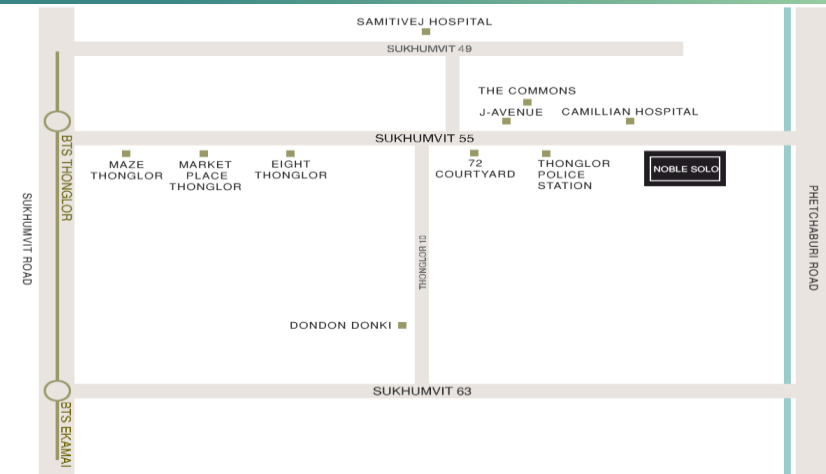 SAMITIVEJ HOSPITAL
SUKHUMVIT 49
THE COMMONS
J-AVENUE
CAMILLIAN HOSPITAL
SUKHUMVIT 55
BTS THONGLOR
MAZE
THONGLOR
MARKET
PLACE
THONGLOR
EIGHT
THONGLOR
72
COURTYARD
THONGLOR
POLICE
STATION
NOBLE SOLO
SUKHUMVIT ROAD
PHETCHABURI ROAD
THONGLOR 10
DONDON DONKI
SUKHUMVIT 63
BTS EKAMAI